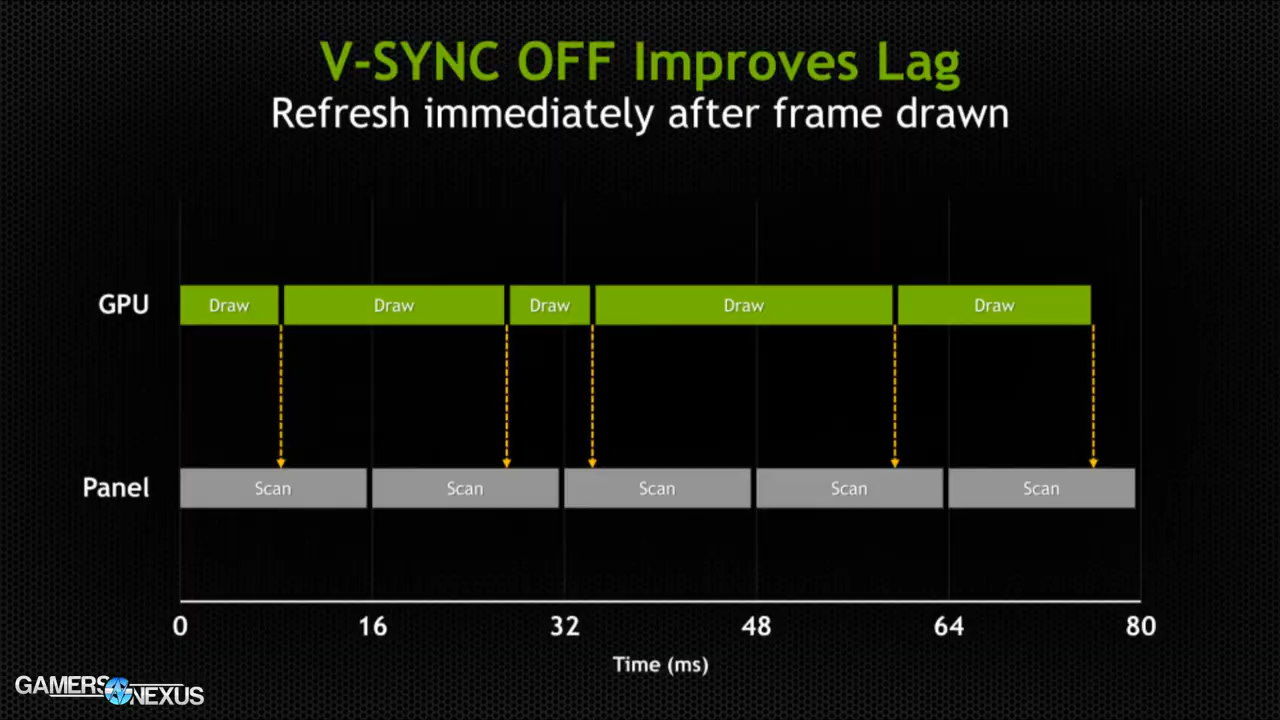 V-SYNC OFF Improves Lag
Refresh immediately after frame drawn
GPU
Draw
Draw
Draw
Draw
Draw
Panel
Scan
Scan
Scan
Scan
Scan
0
16
32
48
64
80
Time (ms)
GAMERS NEXUS